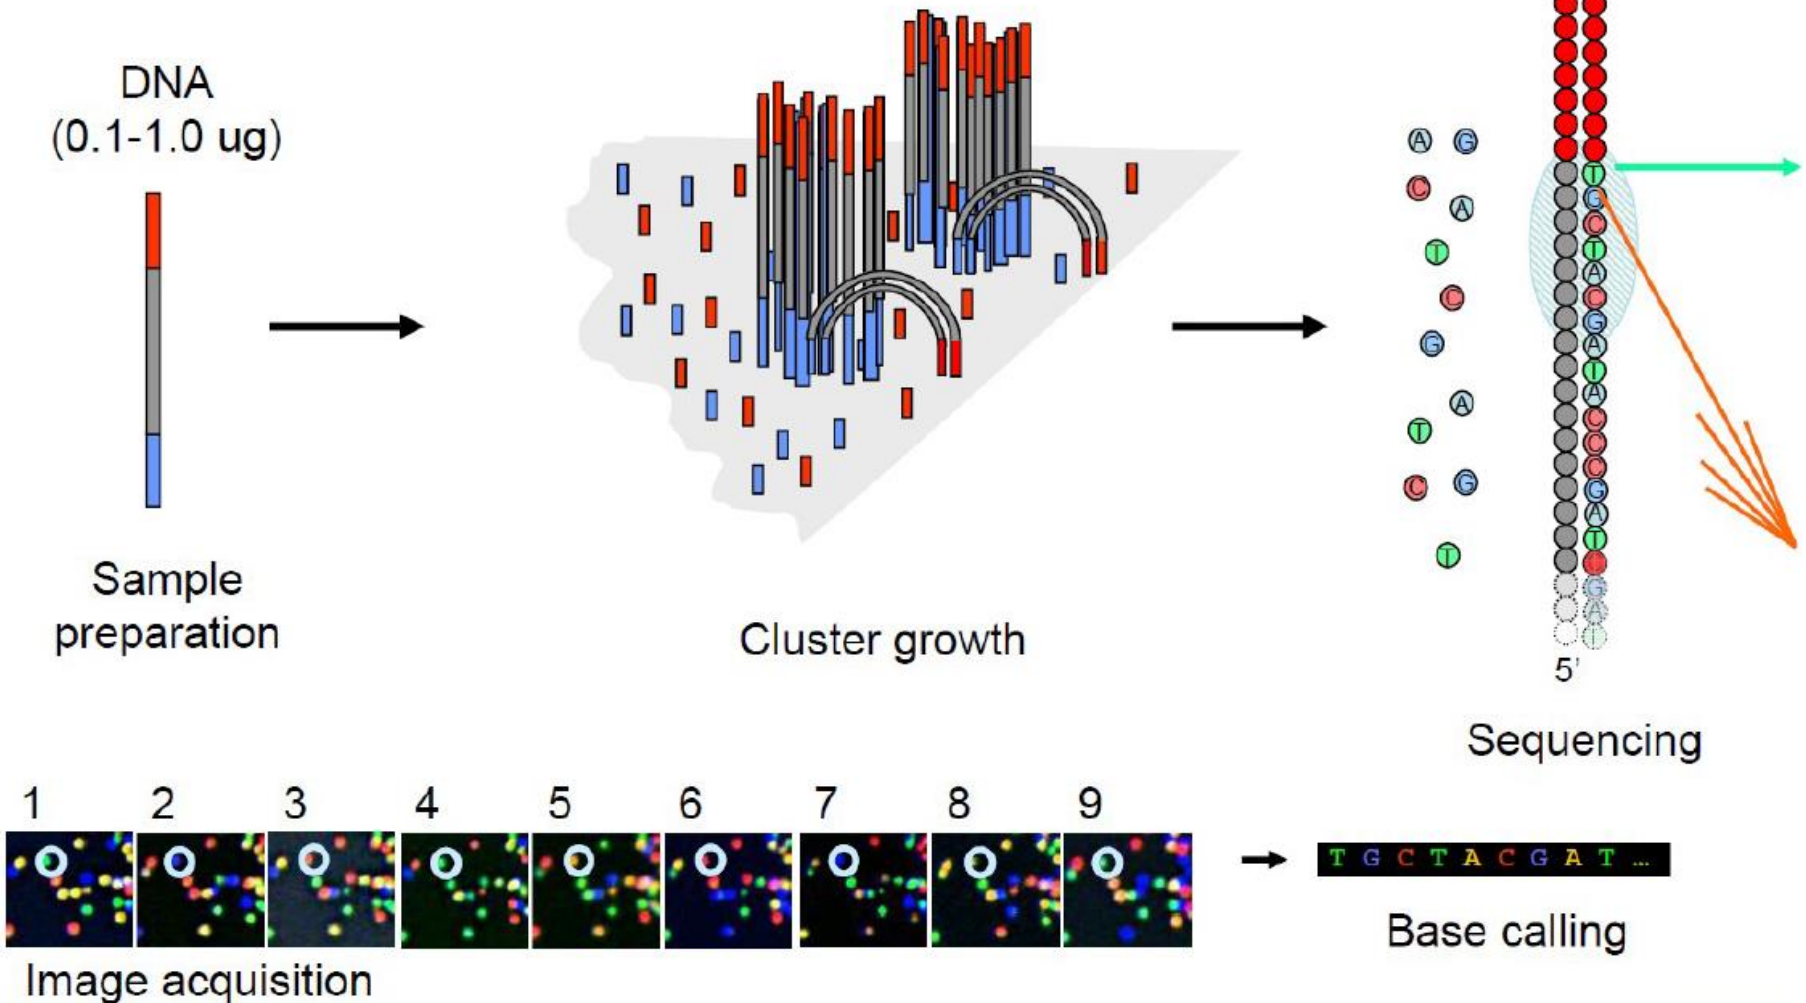 DNA
(0.1-1.0 ug)
Sample
preparation
Cluster growth
A G
C
A
T
C
G
A
T
C G
T
T
G
C
T
A
C
G
A
T
A
C
C
C
G
A
T
G
A
T
5'
Sequencing
1 2 3 4 5 6 7 8 9
Image acquisition
T G C T A C G A T ...
Base calling